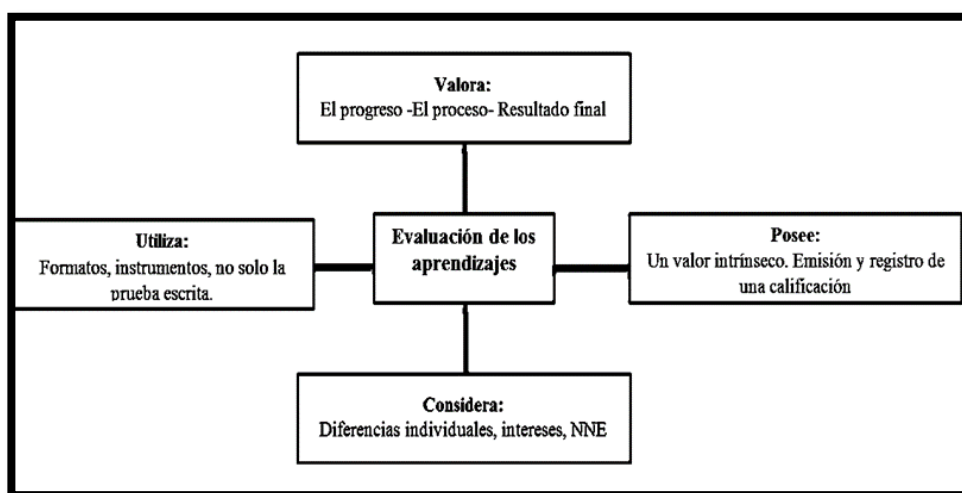 Valora:
El progreso -El proceso- Resultado final
Utiliza:
Formatos, instrumentos, no solo la
prueba escrita.
Evaluación de los
aprendizajes
Posee:
Un valor intrínseco. Emisión y registro de
una calificación
Considera:
Diferencias individuales, intereses, NNE